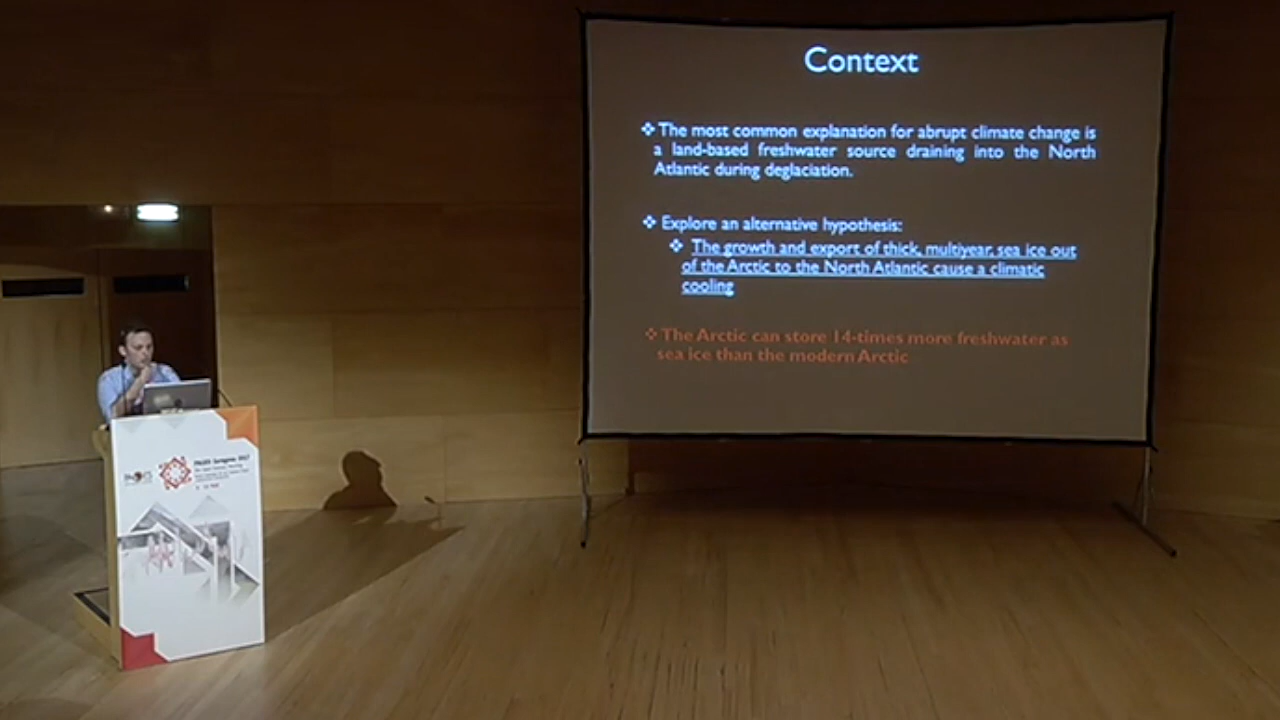 Context
❖ The most common explanation for abrupt climate change is
a land-based freshwater source draining into the North
Atlantic during deglaciation.
❖ Explore an alternative hypothesis:
❖ The growth and export of thick, multiyear, sea ice out
of the Arctic to the North Atlantic cause a climatic
cooling
❖ The Arctic can store 14-times more freshwater as
sea ice than the modern Arctic
PAGES
PAGES Zaragoza 2017